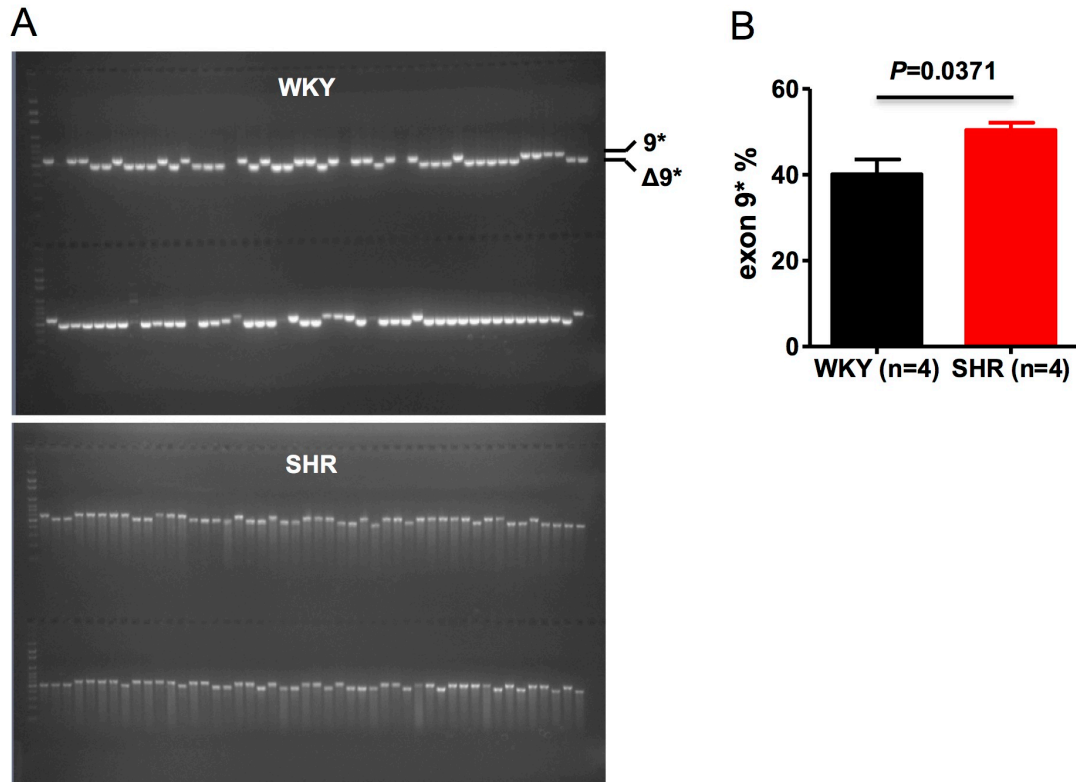 A
WKY
9*
Δ9*
SHR
B
P=0.0371
60
40
20
0
exon 9* %
WKY (n=4) SHR (n=4)